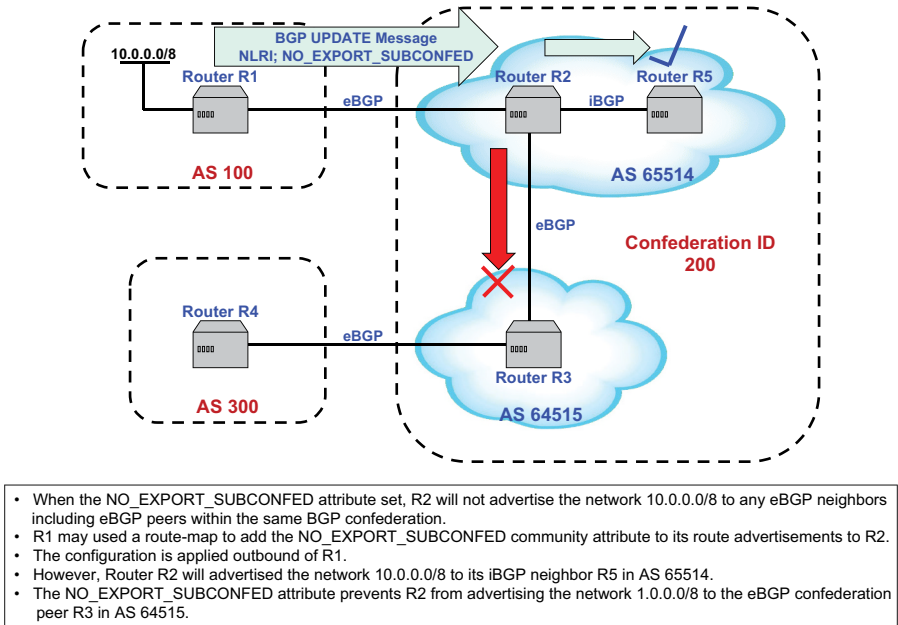 BGP UPDATE Message
NLRI; NO_EXPORT_SUBCONFED
10.0.0.0/8
Router R1
Router R2
Router R5
eBGP
iBGP
AS 100
AS 65514
eBGP
Confederation ID
200
Router R4
eBGP
Router R3
AS 300
AS 64515
• When the NO_EXPORT_SUBCONFED attribute set, R2 will not advertise the network 10.0.0.0/8 to any eBGP neighbors
including eBGP peers within the same BGP confederation.
• R1 may used a route-map to add the NO_EXPORT_SUBCONFED community attribute to its route advertisements to R2.
• The configuration is applied outbound of R1.
• However, Router R2 will advertised the network 10.0.0.0/8 to its iBGP neighbor R5 in AS 65514.
• The NO_EXPORT_SUBCONFED attribute prevents R2 from advertising the network 1.0.0.0/8 to the eBGP confederation
peer R3 in AS 64515.